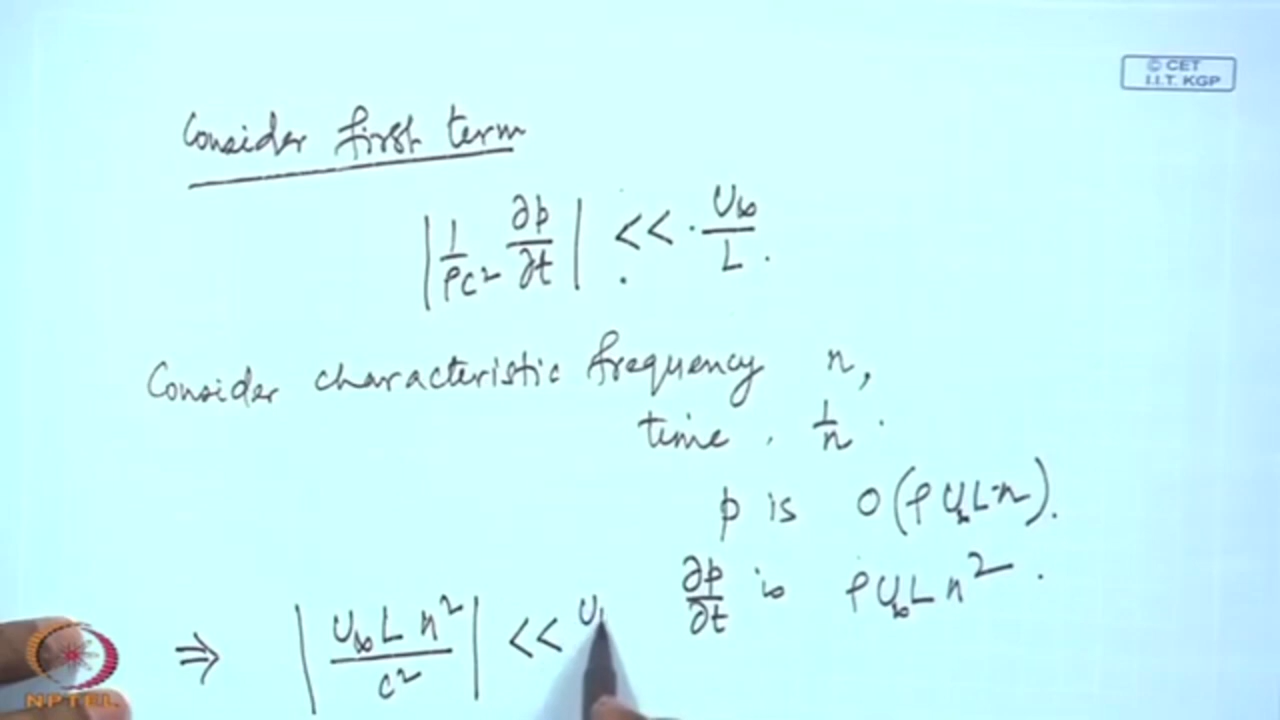 © CET
I.I.T. KGP
Consider first term
|1/ρc² ∂p/∂t| << U∞/L.
Consider characteristic frequency n,
time, 1/n.
p is O(ρU∞Ln).
∂p/∂t is ρU∞Ln².
⇒ |U∞Ln²/c²| << U
NPTEL